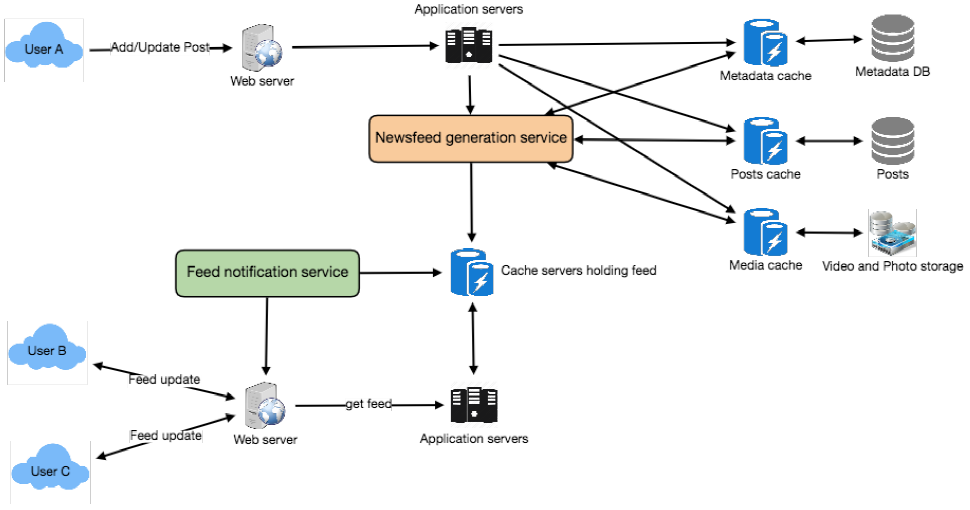 Application servers
User A
Add/Update Post
Web server
Metadata cache
Metadata DB
Newsfeed generation service
Posts cache
Posts
Feed notification service
Cache servers holding feed
Media cache
Video and Photo storage
User B
Feed update
get feed
Feed update
Web server
Application servers
User C